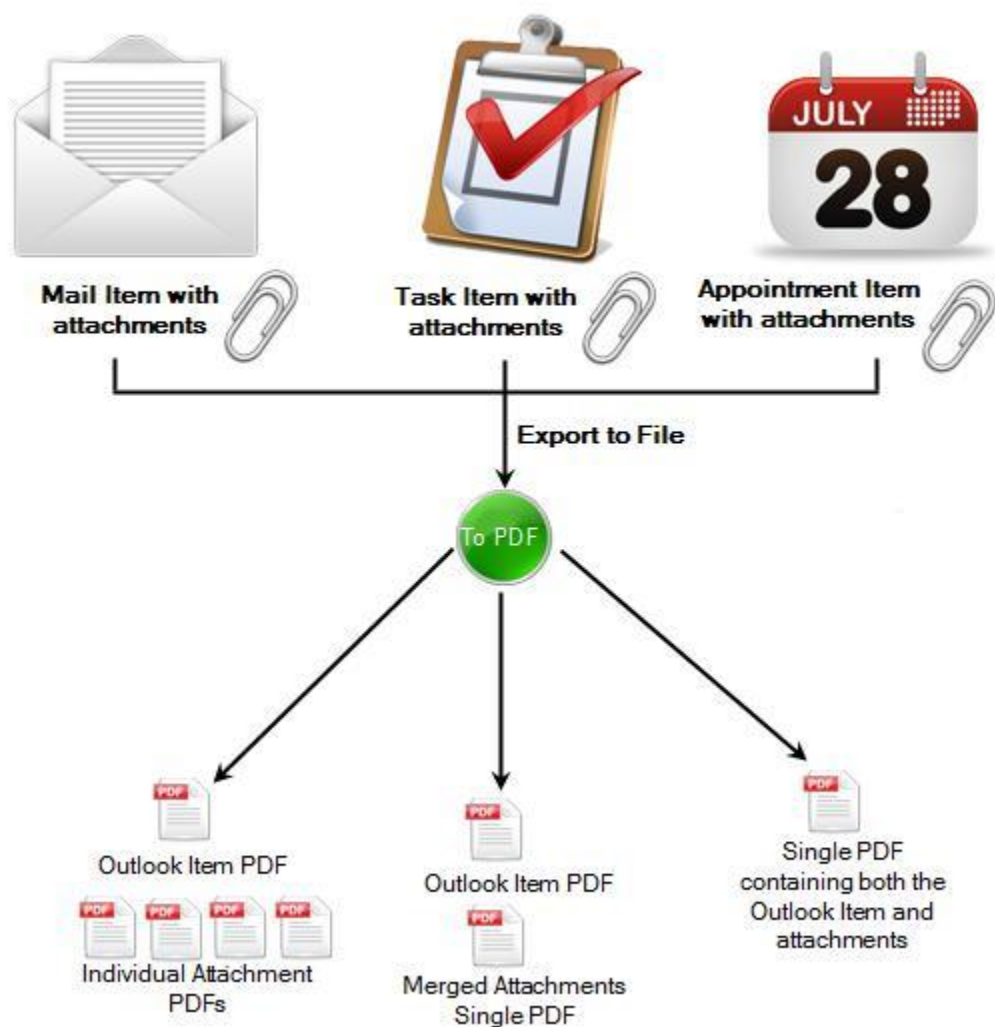 JULY
28
Mail Item with
attachments
Task Item with
attachments
Appointment Item
with attachments
Export to File
To PDF
PDF
Outlook Item PDF
PDF
PDF
PDF
PDF
Individual Attachment
PDFs
PDF
Outlook Item PDF
PDF
Merged Attachments
Single PDF
PDF
Single PDF
containing both the
Outlook Item and
attachments